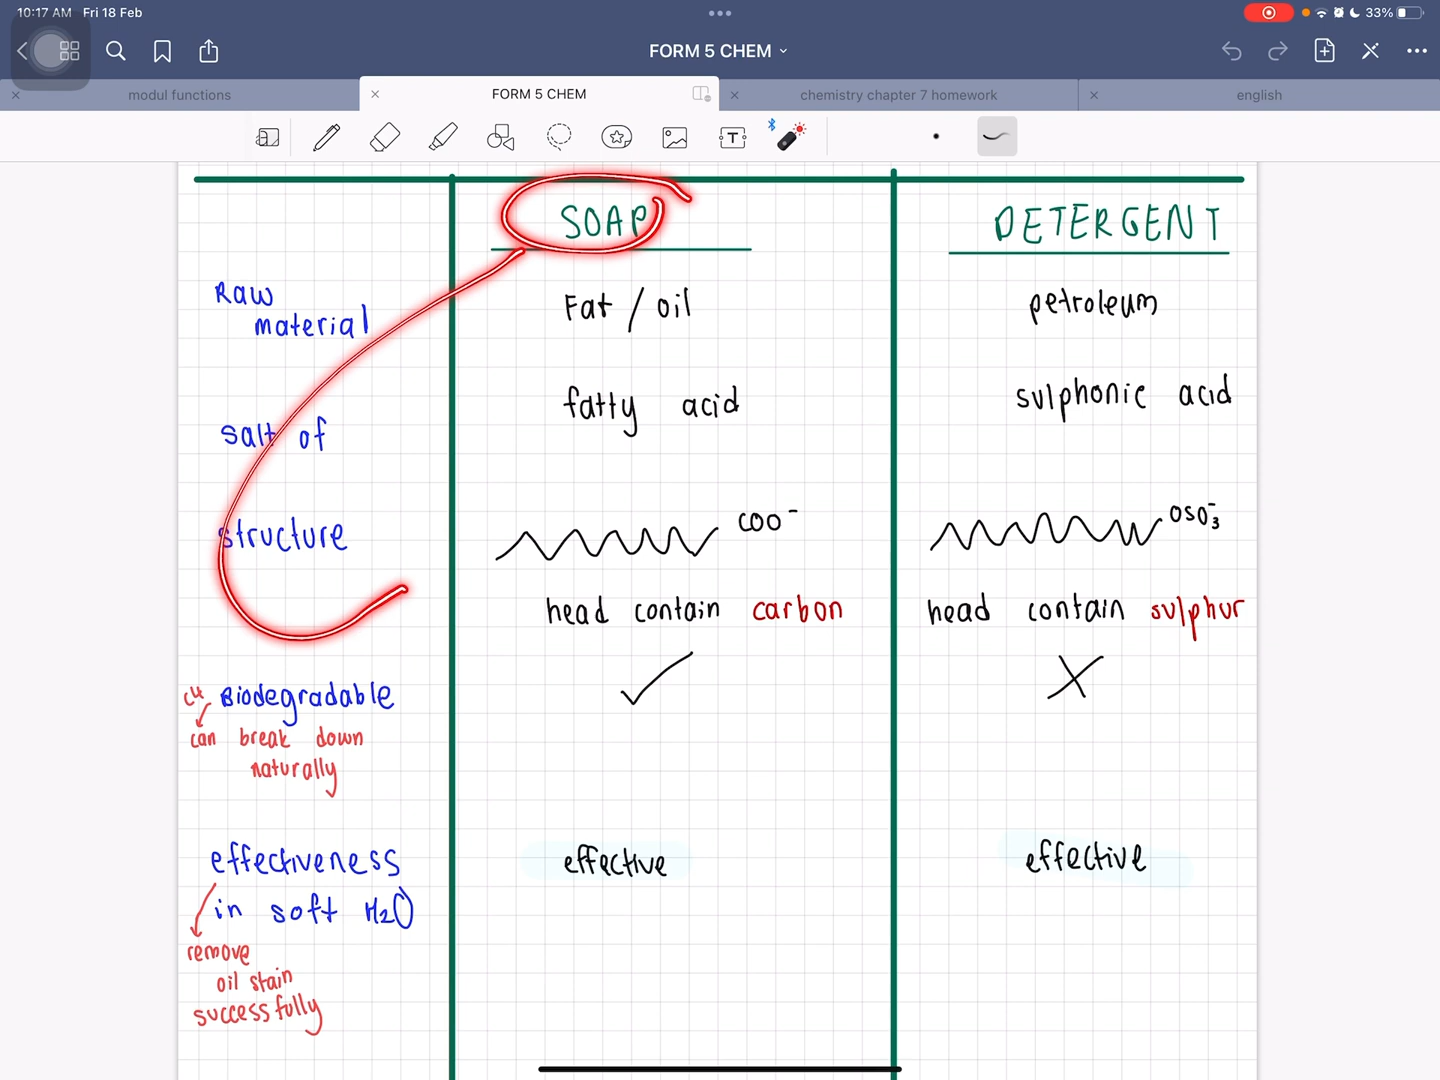 10:17 AM Fri 18 Feb
33%
FORM 5 CHEM
modul functions
FORM 5 CHEM
chemistry chapter 7 homework
english
SOAP
DETERGENT
Raw
material
Fat / oil
petroleum
salt of
fatty acid
sulphonic acid
structure
COO⁻
OSO₃⁻
head contain carbon
head contain sulphur
Biodegradable
can break down
naturally
effectiveness
in soft H₂O
effective
effective
remove
oil stain
successfully